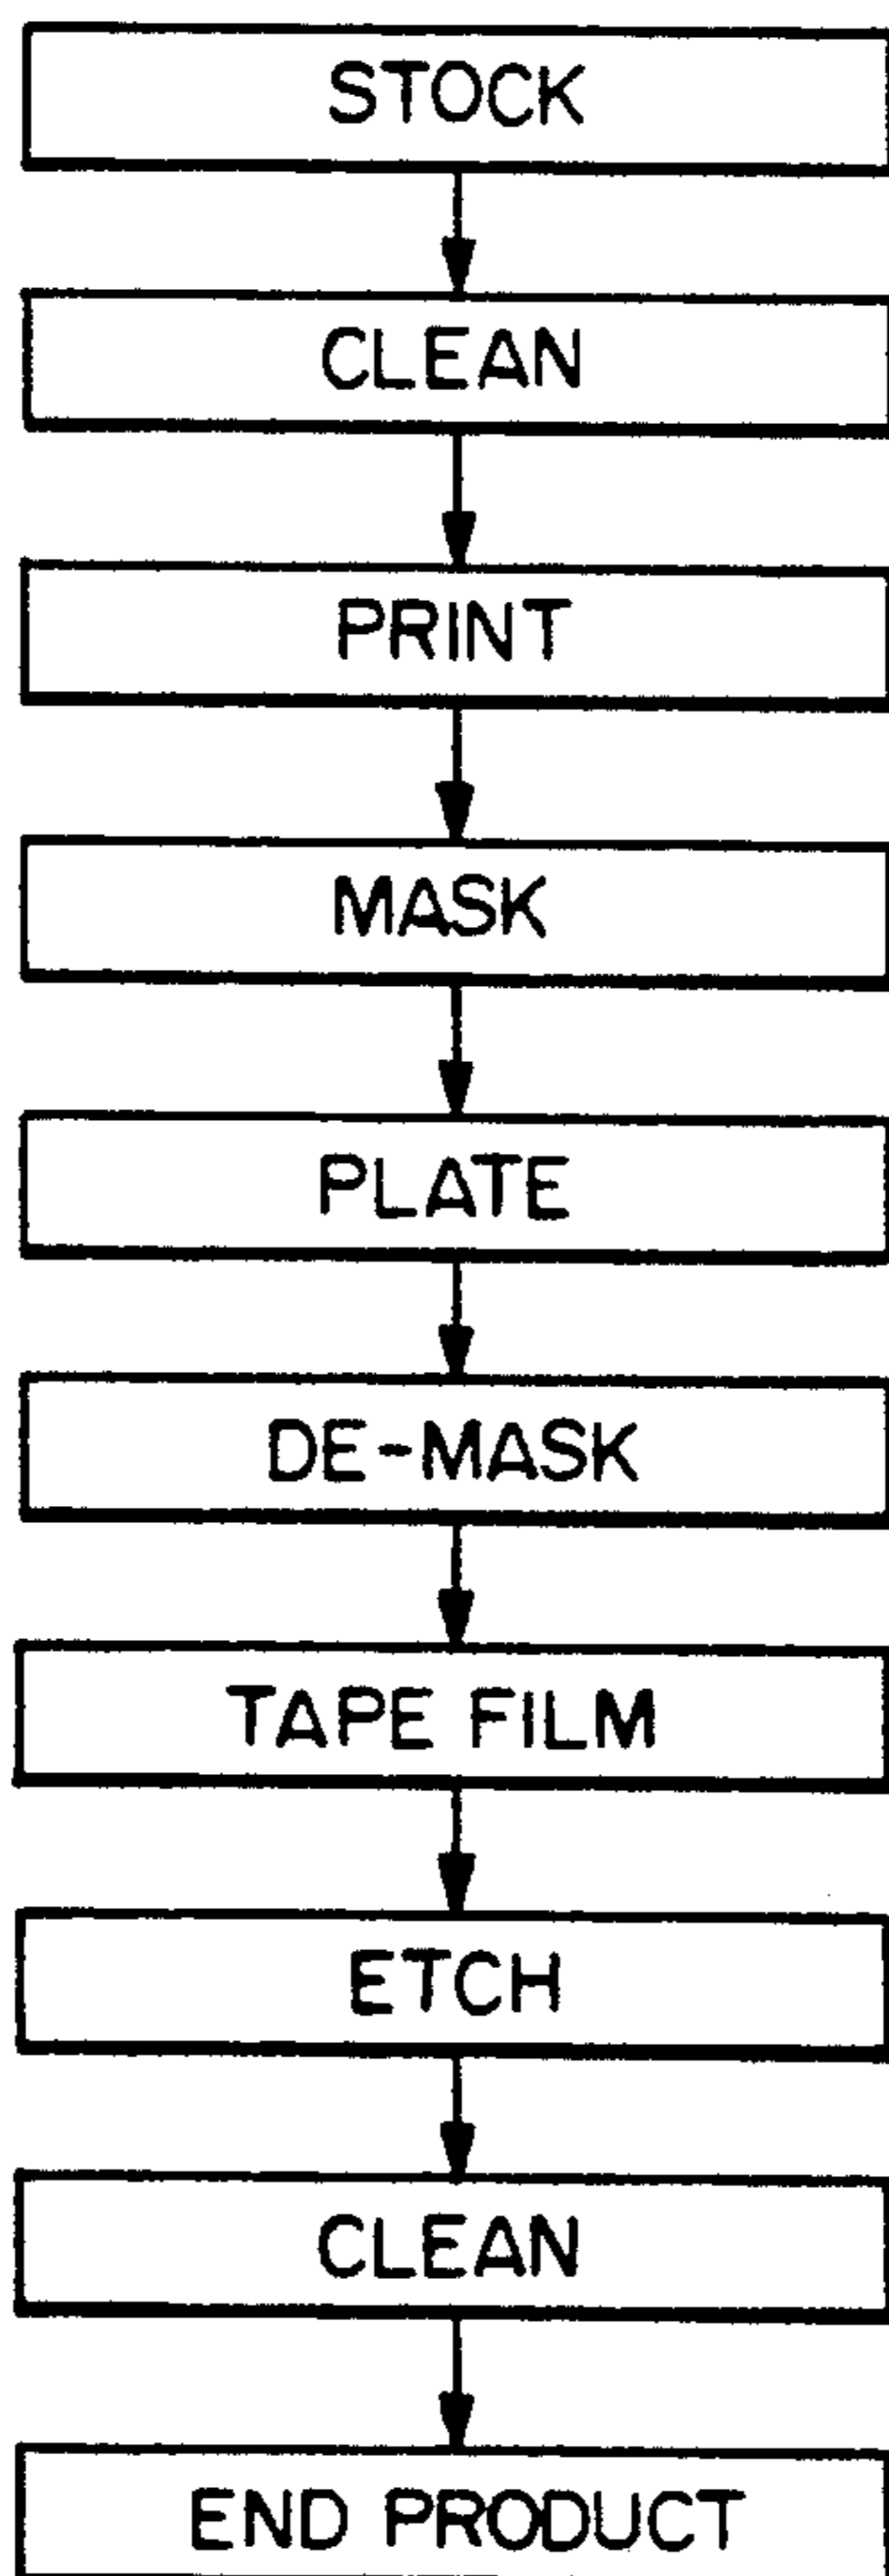 STOCK
CLEAN
PRINT
MASK
PLATE
DE-MASK
TAPE FILM
ETCH
CLEAN
END PRODUCT